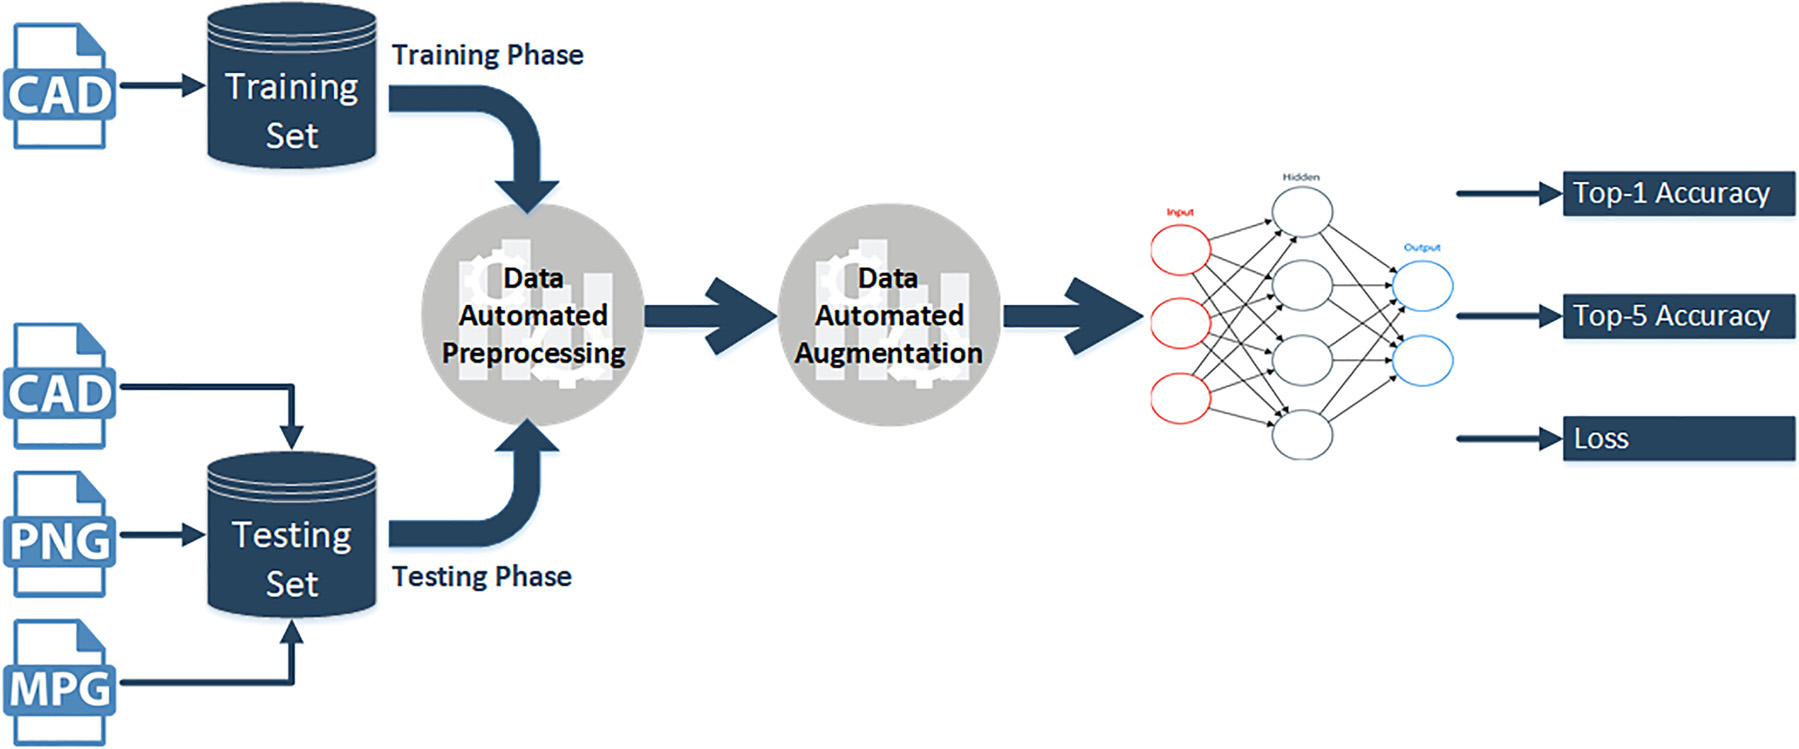 CAD
Training
Set
Training Phase
CAD
PNG
MPG
Testing
Set
Testing Phase
Data
Automated
Preprocessing
Data
Automated
Augmentation
Input
Hidden
Output
Top-1 Accuracy
Top-5 Accuracy
Loss